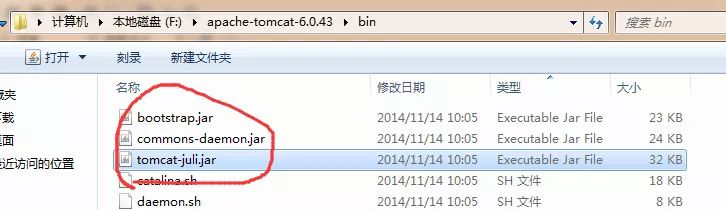 计算机 ▸ 本地磁盘 (F:) ▸ apache-tomcat-6.0.43 ▸ bin
搜索 bin
打开 刻录 新建文件夹
名称 修改日期 类型 大小
bootstrap.jar 2014/11/14 10:05 Executable Jar File 23 KB
commons-daemon.jar 2014/11/14 10:05 Executable Jar File 24 KB
tomcat-juli.jar 2014/11/14 10:05 Executable Jar File 32 KB
catalina.sh 2014/11/14 10:05 SH 文件 18 KB
daemon.sh 2014/11/14 10:05 SH 文件 8 KB
藏夹
下载
桌面
最近访问的位置